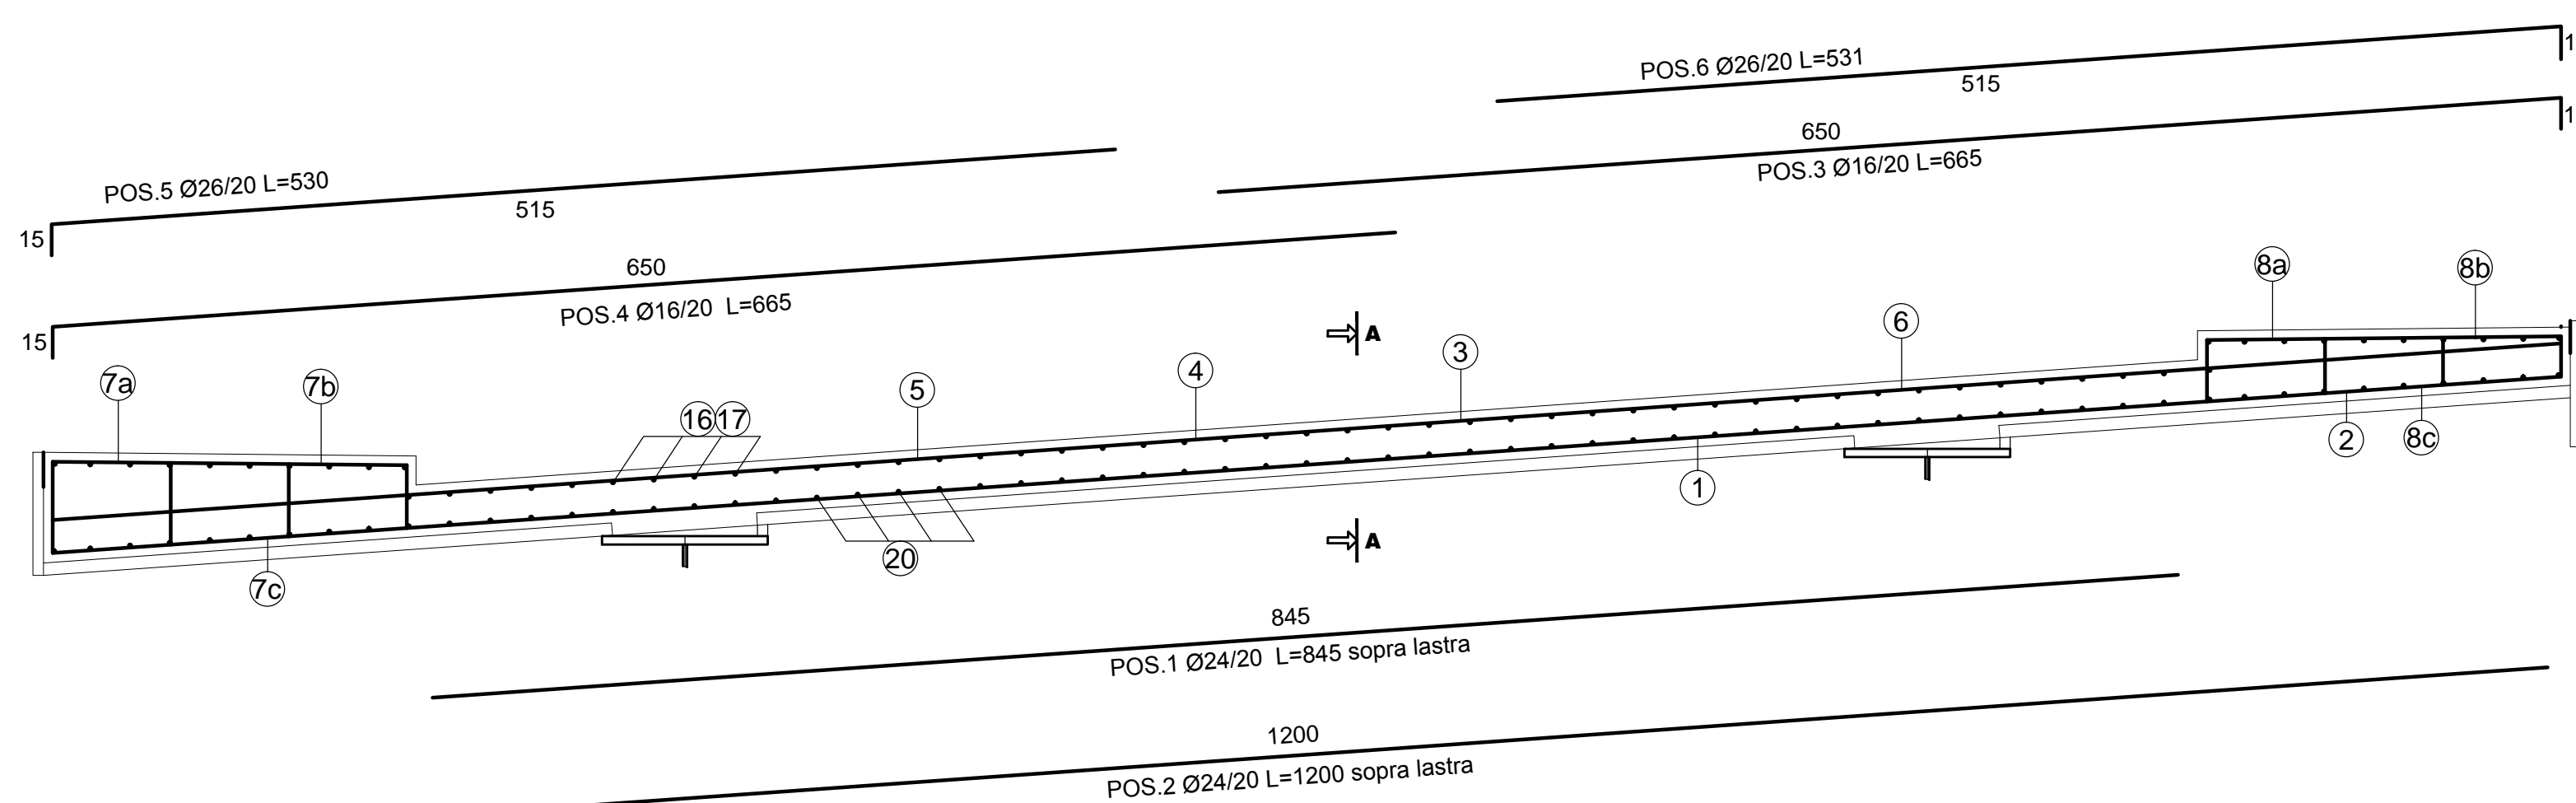 POS.6 Ø26/20 L=531
515
1
650
1
POS.3 Ø16/20 L=665
POS.5 Ø26/20 L=530
515
15
650
POS.4 Ø16/20 L=665
15
8a
8b
6
A
3
4
5
7a
7b
16
17
1
2
8c
A
20
7c
845
POS.1 Ø24/20 L=845 sopra lastra
1200
POS.2 Ø24/20 L=1200 sopra lastra